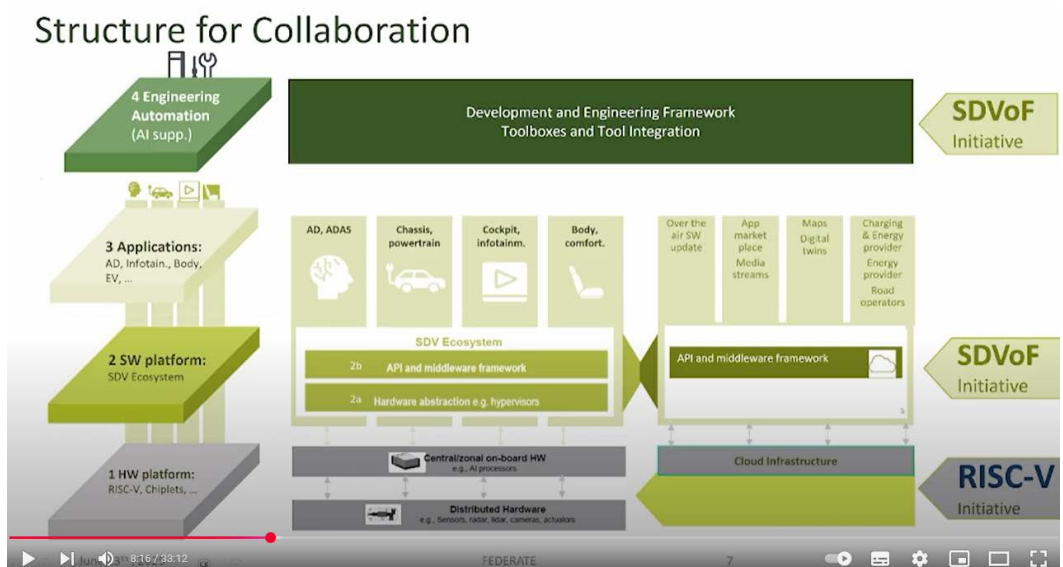 Structure for Collaboration
4 Engineering
Automation
(AI supp.)
Development and Engineering Framework
Toolboxes and Tool Integration
SDVoF
Initiative
3 Applications:
AD, Infotain., Body,
EV, ...
AD, ADAS
Chassis,
powertrain
Cockpit,
infotainm.
Body,
comfort.
Over the
air SW
update
App
market
place
Media
streams
Maps
Digital
twins
Charging
& Energy
provider
Energy
provider
Road
operators
2 SW platform:
SDV Ecosystem
SDV Ecosystem
2b API and middleware framework
2a Hardware abstraction e.g. hypervisors
API and middleware framework
SDVoF
Initiative
1 HW platform:
RISC-V, Chiplets, ...
Central/zonal on-board HW
e.g., AI processors
Distributed Hardware
e.g., Sensors, radar, lidar, cameras, actuators
Cloud Infrastructure
RISC-V
Initiative
8:16 / 33:12
FEDERATE
7